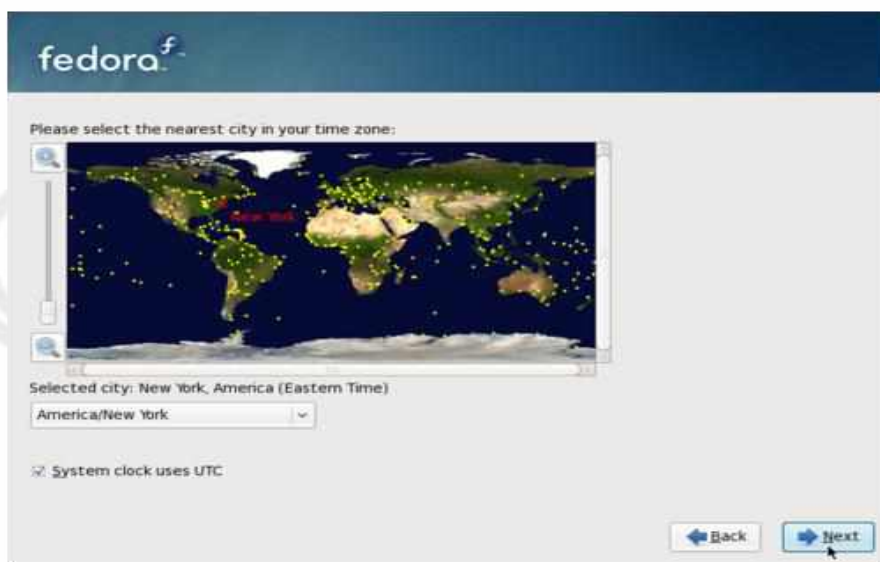 fedora
Please select the nearest city in your time zone:
New York
Selected city: New York, America (Eastern Time)
America/New York
System clock uses UTC
Back
Next